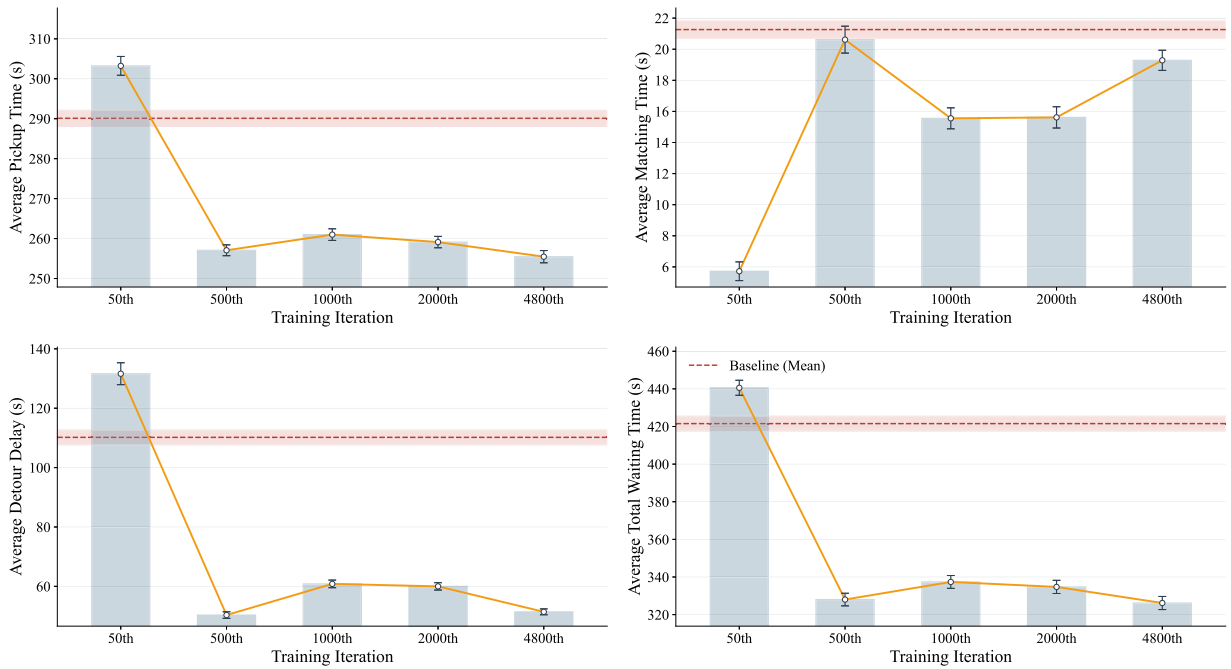 310
300
290
280
270
260
250
Average Pickup Time (s)
50th 500th 1000th 2000th 4800th
Training Iteration
22
20
18
16
14
12
10
8
6
Average Matching Time (s)
50th 500th 1000th 2000th 4800th
Training Iteration
140
120
100
80
60
Average Detour Delay (s)
50th 500th 1000th 2000th 4800th
Training Iteration
460
440
420
400
380
360
340
320
Average Total Waiting Time (s)
Baseline (Mean)
50th 500th 1000th 2000th 4800th
Training Iteration